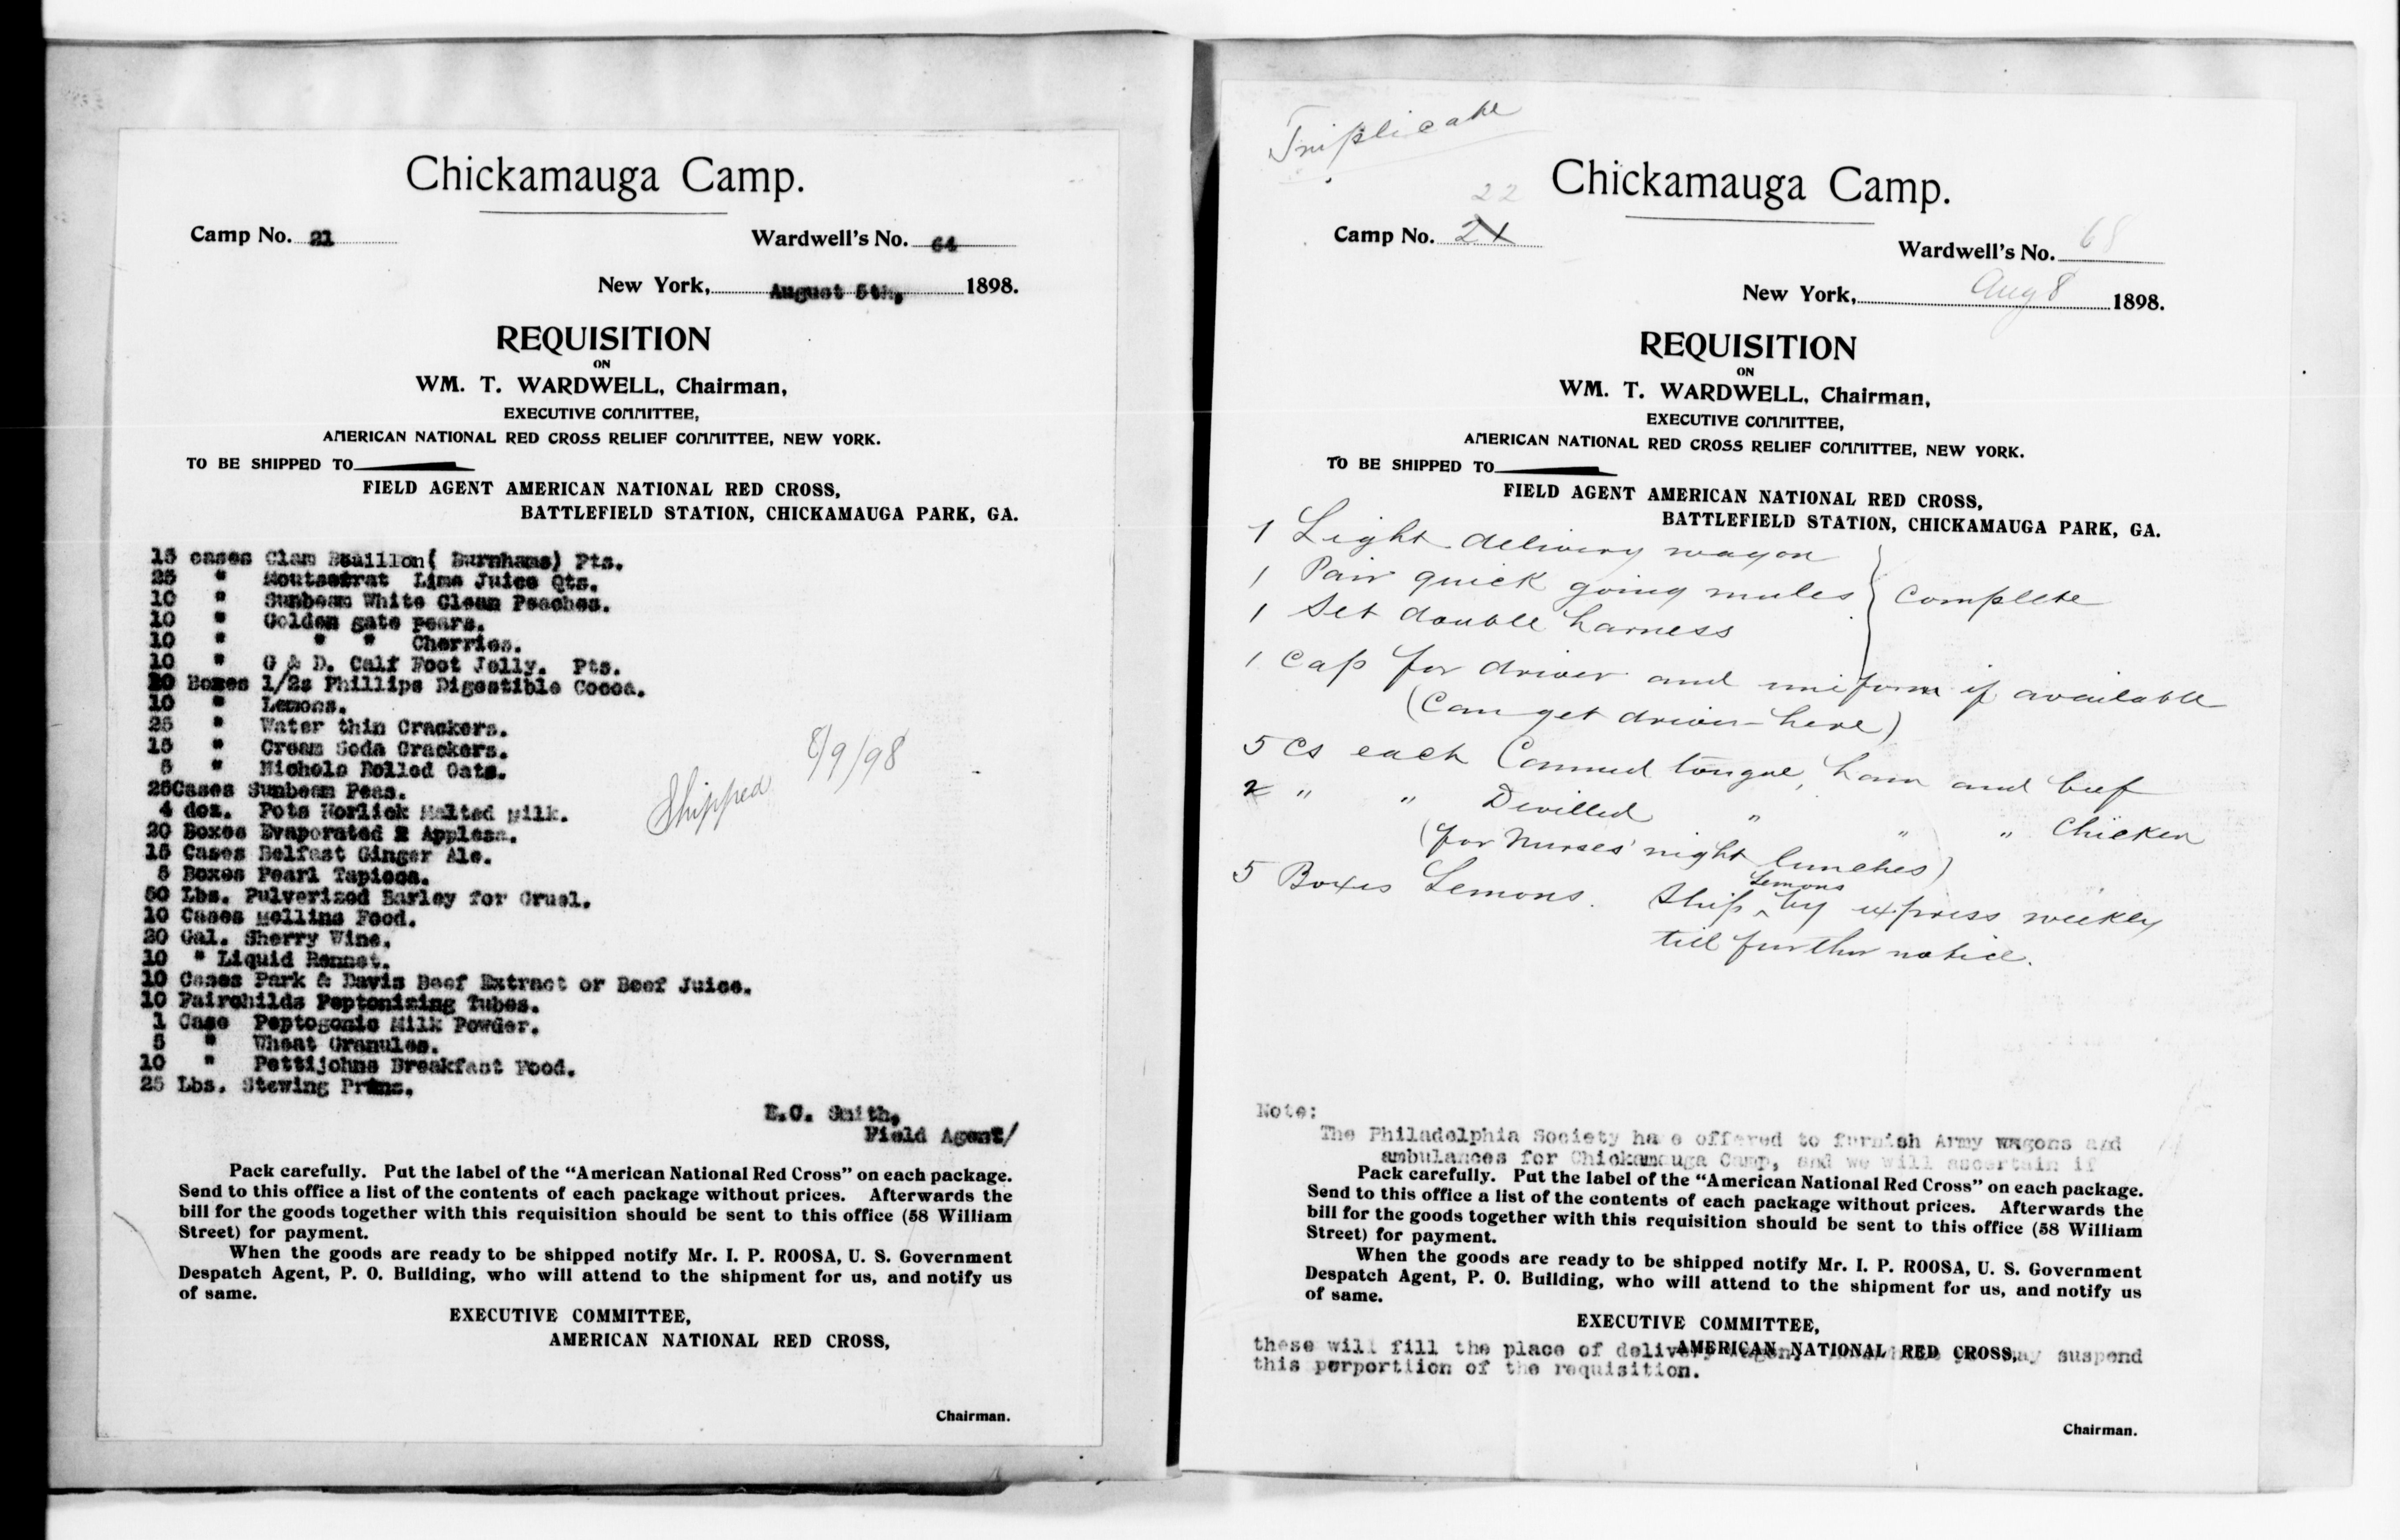 Chickamauga Camp.
Camp No. 21 Wardwell's No. 64
New York, August 5th, 1898.
REQUISITION
ON
WM. T. WARDWELL, Chairman,
EXECUTIVE COMMITTEE,
AMERICAN NATIONAL RED CROSS RELIEF COMMITTEE, NEW YORK.
TO BE SHIPPED TO
FIELD AGENT AMERICAN NATIONAL RED CROSS,
BATTLEFIELD STATION, CHICKAMAUGA PARK, GA.
15 cases Clam Bouillon( Burnhams) Pts.
25 " Moutserrat Lime Juice Qts.
10 " Sunbeam White Clean Peaches.
10 " Golden gate pears.
10 " " " Cherries.
10 " G & D. Calf Foot Jelly. Pts.
20 Boxes 1/2s Phillips Digestible Cocoa.
10 " Lemons.
25 " Water thin Crackers.
15 " Cream Soda Crackers.
5 " Nichols Rolled Oats.
25Cases Sunbeam Peas.
4 doz. Pots Horlick Malted milk.
20 Boxes Evaporated Apples.
15 Cases Belfast Ginger Ale.
5 Boxes Pearl Tapioca.
50 Lbs. Pulverized Barley for Gruel.
10 Cases mellins Food.
20 Gal. Sherry Wine.
10 " Liquid Rennet.
10 Cases Park & Davis Beef Extract or Beef Juice.
10 Fairchilds Peptonizing Tubes.
1 Case Peptogonic Milk Powder.
5 " Wheat Granules.
10 " Pettijohns Breakfast Food.
25 Lbs. Stewing Pruns.
Shipped 8/9/98
E.C. Smith,
Field Agent/
Pack carefully. Put the label of the “American National Red Cross” on each package.
Send to this office a list of the contents of each package without prices. Afterwards the
bill for the goods together with this requisition should be sent to this office (58 William
Street) for payment.
When the goods are ready to be shipped notify Mr. I. P. ROOSA, U. S. Government
Despatch Agent, P. O. Building, who will attend to the shipment for us, and notify us
of same.
EXECUTIVE COMMITTEE,
AMERICAN NATIONAL RED CROSS,
Chairman.
Triplicate
Chickamauga Camp.
22
Camp No. 21 Wardwell's No. 68
New York, Aug 8 1898.
REQUISITION
ON
WM. T. WARDWELL, Chairman,
EXECUTIVE COMMITTEE,
AMERICAN NATIONAL RED CROSS RELIEF COMMITTEE, NEW YORK.
TO BE SHIPPED TO
FIELD AGENT AMERICAN NATIONAL RED CROSS,
BATTLEFIELD STATION, CHICKAMAUGA PARK, GA.
1 Light delivery wagon
1 Pair quick going mules } Complete
1 Set double harness
1 Cap for driver and uniform if available
(Can get driver here)
5 Cs each Canned tongue, ham and beef
2 " " Devilled " " " Chicken
(for Nurses' night lunches)
5 Boxes Lemons. Ship Lemons by express weekly
till further notice.
Note:
The Philadelphia Society have offered to furnish Army wagons and
ambulances for Chickamauga Camp, and we will ascertain if
Pack carefully. Put the label of the “American National Red Cross” on each package.
Send to this office a list of the contents of each package without prices. Afterwards the
bill for the goods together with this requisition should be sent to this office (58 William
Street) for payment.
When the goods are ready to be shipped notify Mr. I. P. ROOSA, U. S. Government
Despatch Agent, P. O. Building, who will attend to the shipment for us, and notify us
of same.
EXECUTIVE COMMITTEE,
AMERICAN NATIONAL RED CROSS,
these will fill the place of delivery suspend
this porportiion of the requisition.
Chairman.